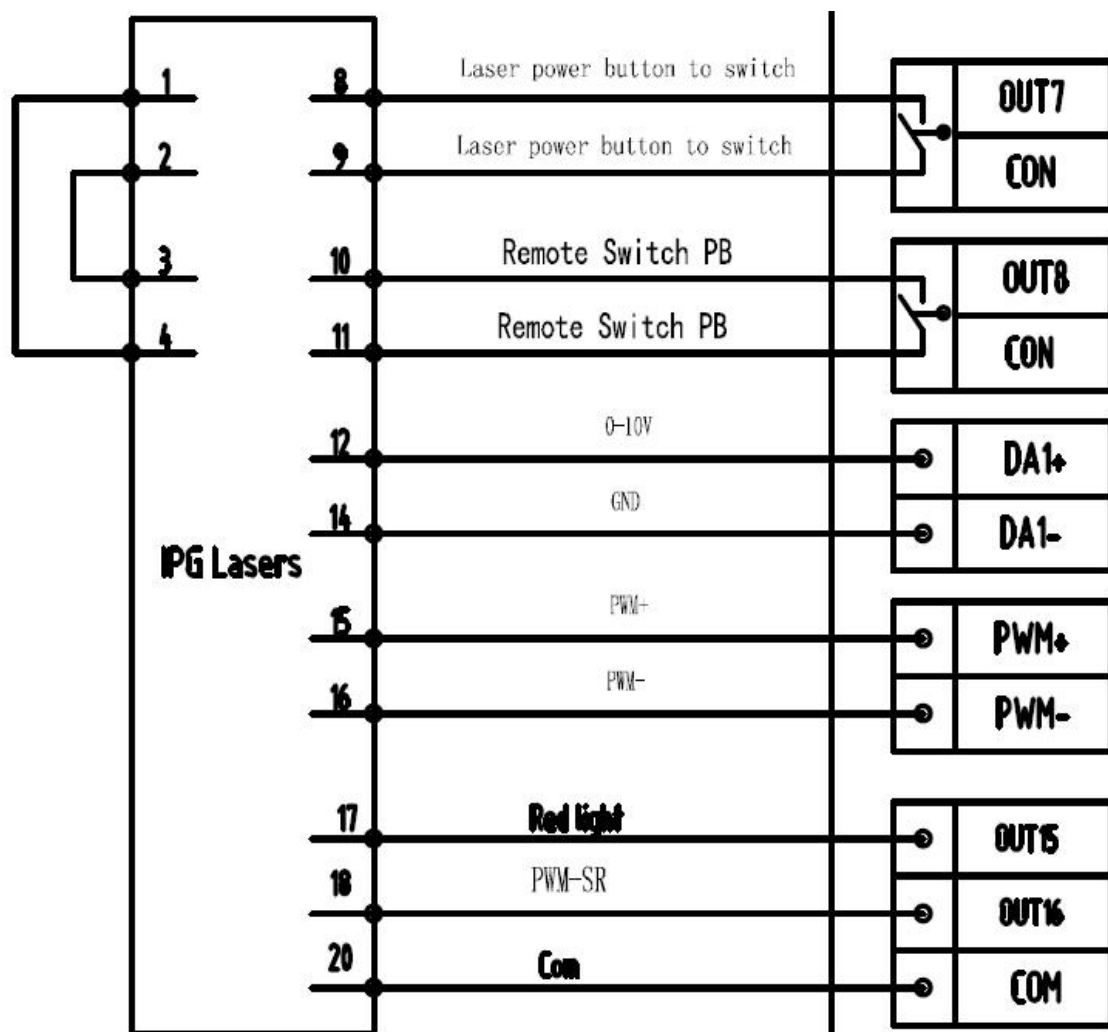 1 8 Laser power button to switch OUT7
2 9 Laser power button to switch CON
3 10 Remote Switch PB OUT8
4 11 Remote Switch PB CON
12 0-10V DA1+
14 GND DA1-
IPG Lasers
15 PWM+ PWM+
16 PWM- PWM-
17 Red light OUT15
18 PWM-SR OUT16
20 Com COM